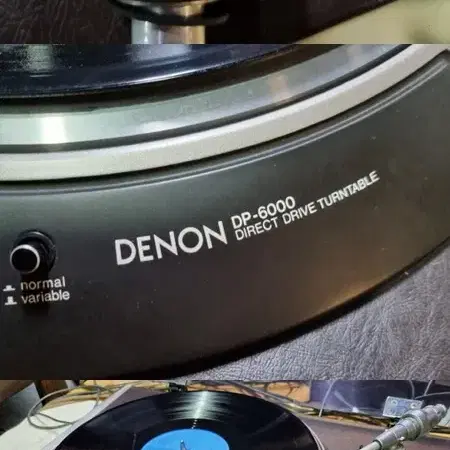 DENON DP-6000
DIRECT DRIVE TURNTABLE
normal
variable